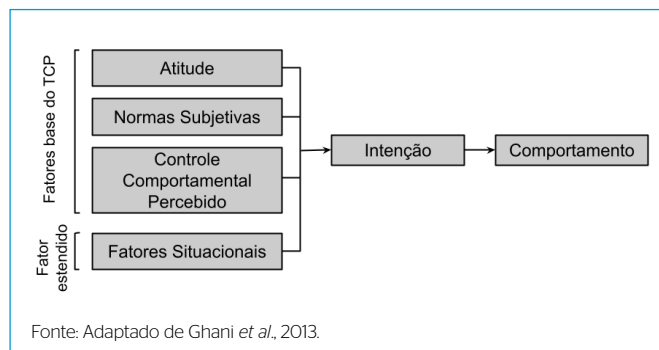 Fatores base do TCP
Atitude
Normas Subjetivas
Controle
Comportamental
Percebido
Fator
estendido
Fatores Situacionais
Intenção
Comportamento
Fonte: Adaptado de Ghani et al., 2013.